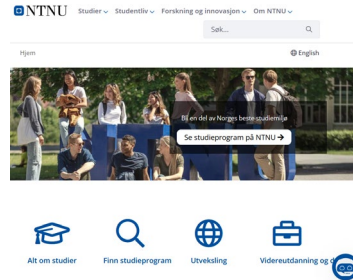 NTNU Studier Studentliv Forskning og innovasjon Om NTNU
Søk...
Hjem English
Bli en del av Norges beste studiemiljø
Se studieprogram på NTNU →
Alt om studier Finn studieprogram Utveksling Videreutdanning og